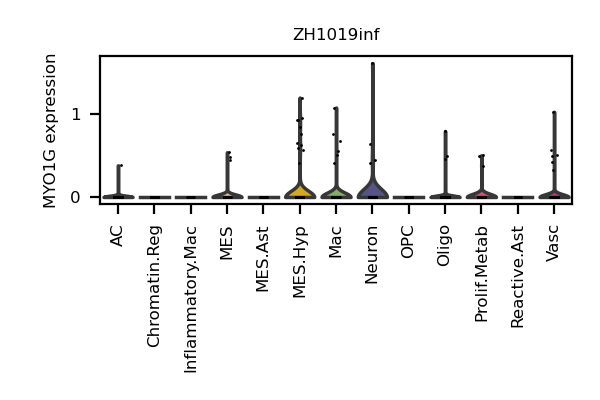 ZH1019inf
MYO1G expression
1
0
AC
Chromatin.Reg
Inflammatory.Mac
MES
MES.Ast
MES.Hyp
Mac
Neuron
OPC
Oligo
Prolif.Metab
Reactive.Ast
Vasc